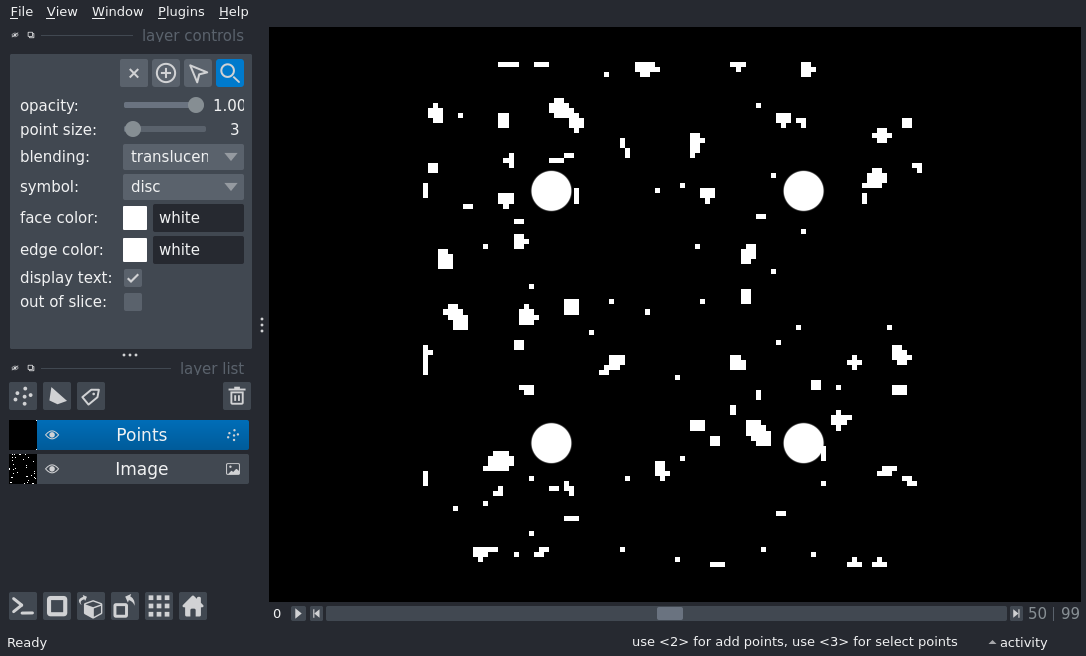 File View Window Plugins Help
layer controls
opacity: 1.00
point size: 3
blending: translucen
symbol: disc
face color: white
edge color: white
display text:
out of slice:
layer list
Points
Image
0 50 99
Ready use <2> for add points, use <3> for select points activity